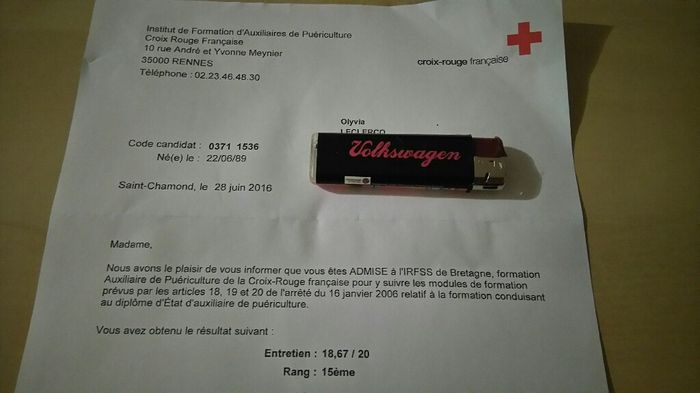 Institut de Formation d'Auxiliaires de Puériculture
Croix Rouge Française
10 rue André et Yvonne Meynier
35000 RENNES
Téléphone : 02.23.46.48.30
croix-rouge française
Olyvia
LECLERCQ
Code candidat : 0371 1536
Né(e) le : 22/06/89
Volkswagen
Saint-Chamond, le 28 juin 2016
Madame,
Nous avons le plaisir de vous informer que vous êtes ADMISE à l'IRFSS de Bretagne, formation
Auxiliaire de Puériculture de la Croix-Rouge française pour y suivre les modules de formation
prévus par les articles 18, 19 et 20 de l'arrêté du 16 janvier 2006 relatif à la formation conduisant
au diplôme d'État d'auxiliaire de puériculture.
Vous avez obtenu le résultat suivant :
Entretien : 18,67 / 20
Rang : 15ème